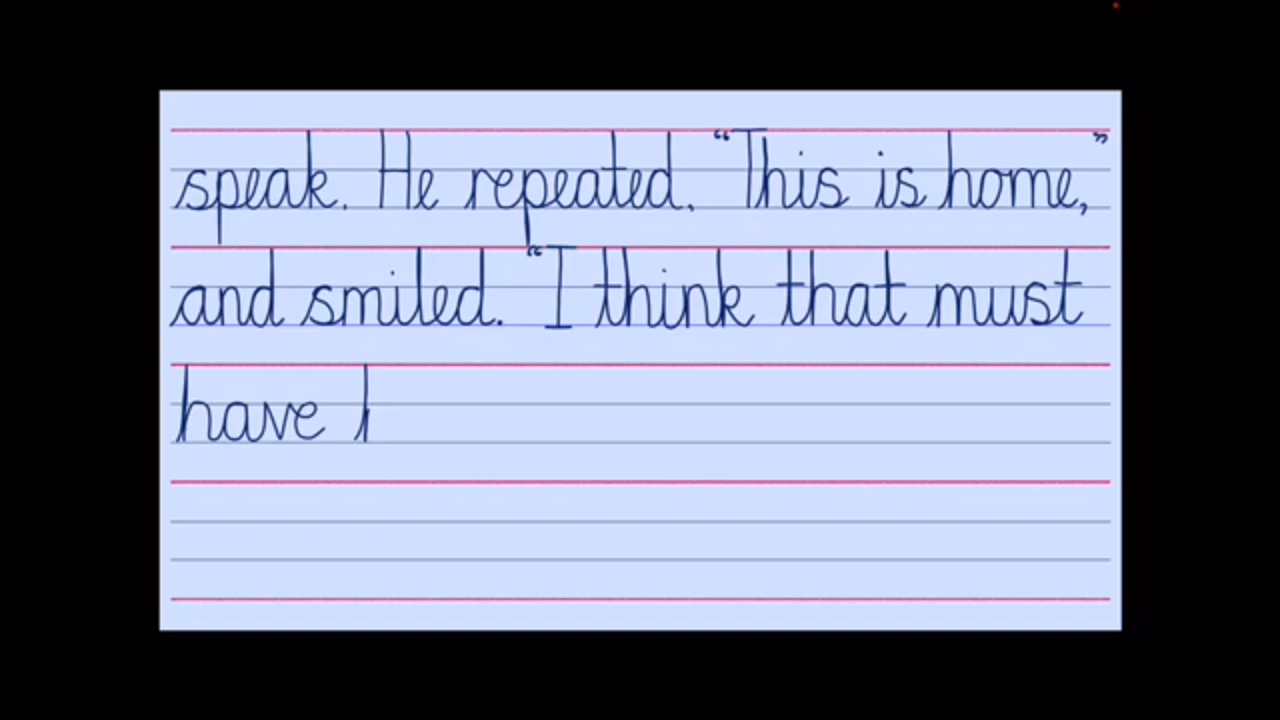 speak. He repeated. “This is home,”
and smiled. “I think that must
have